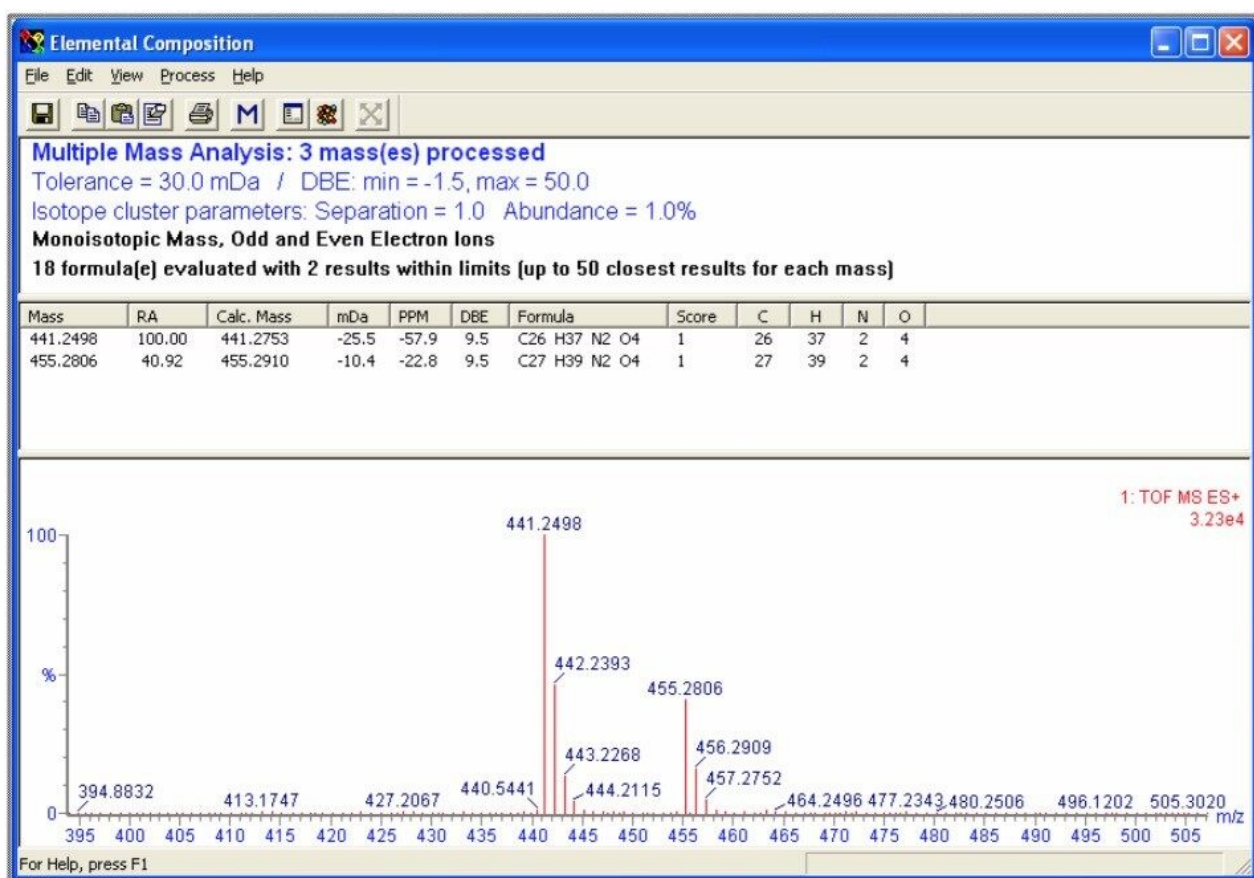 Elemental Composition
File Edit View Process Help
M
Multiple Mass Analysis: 3 mass(es) processed
Tolerance = 30.0 mDa / DBE: min = -1.5, max = 50.0
Isotope cluster parameters: Separation = 1.0 Abundance = 1.0%
Monoisotopic Mass, Odd and Even Electron Ions
18 formula(e) evaluated with 2 results within limits (up to 50 closest results for each mass)
Mass RA Calc. Mass mDa PPM DBE Formula Score C H N O
441.2498 100.00 441.2753 -25.5 -57.9 9.5 C26 H37 N2 O4 1 26 37 2 4
455.2806 40.92 455.2910 -10.4 -22.8 9.5 C27 H39 N2 O4 1 27 39 2 4
1: TOF MS ES+
3.23e4
100
441.2498
%
442.2393
455.2806
443.2268
456.2909
457.2752
394.8832
413.1747
427.2067
440.5441
444.2115
464.2496
477.2343
480.2506
496.1202
505.3020
0
m/z
395 400 405 410 415 420 425 430 435 440 445 450 455 460 465 470 475 480 485 490 495 500 505
For Help, press F1